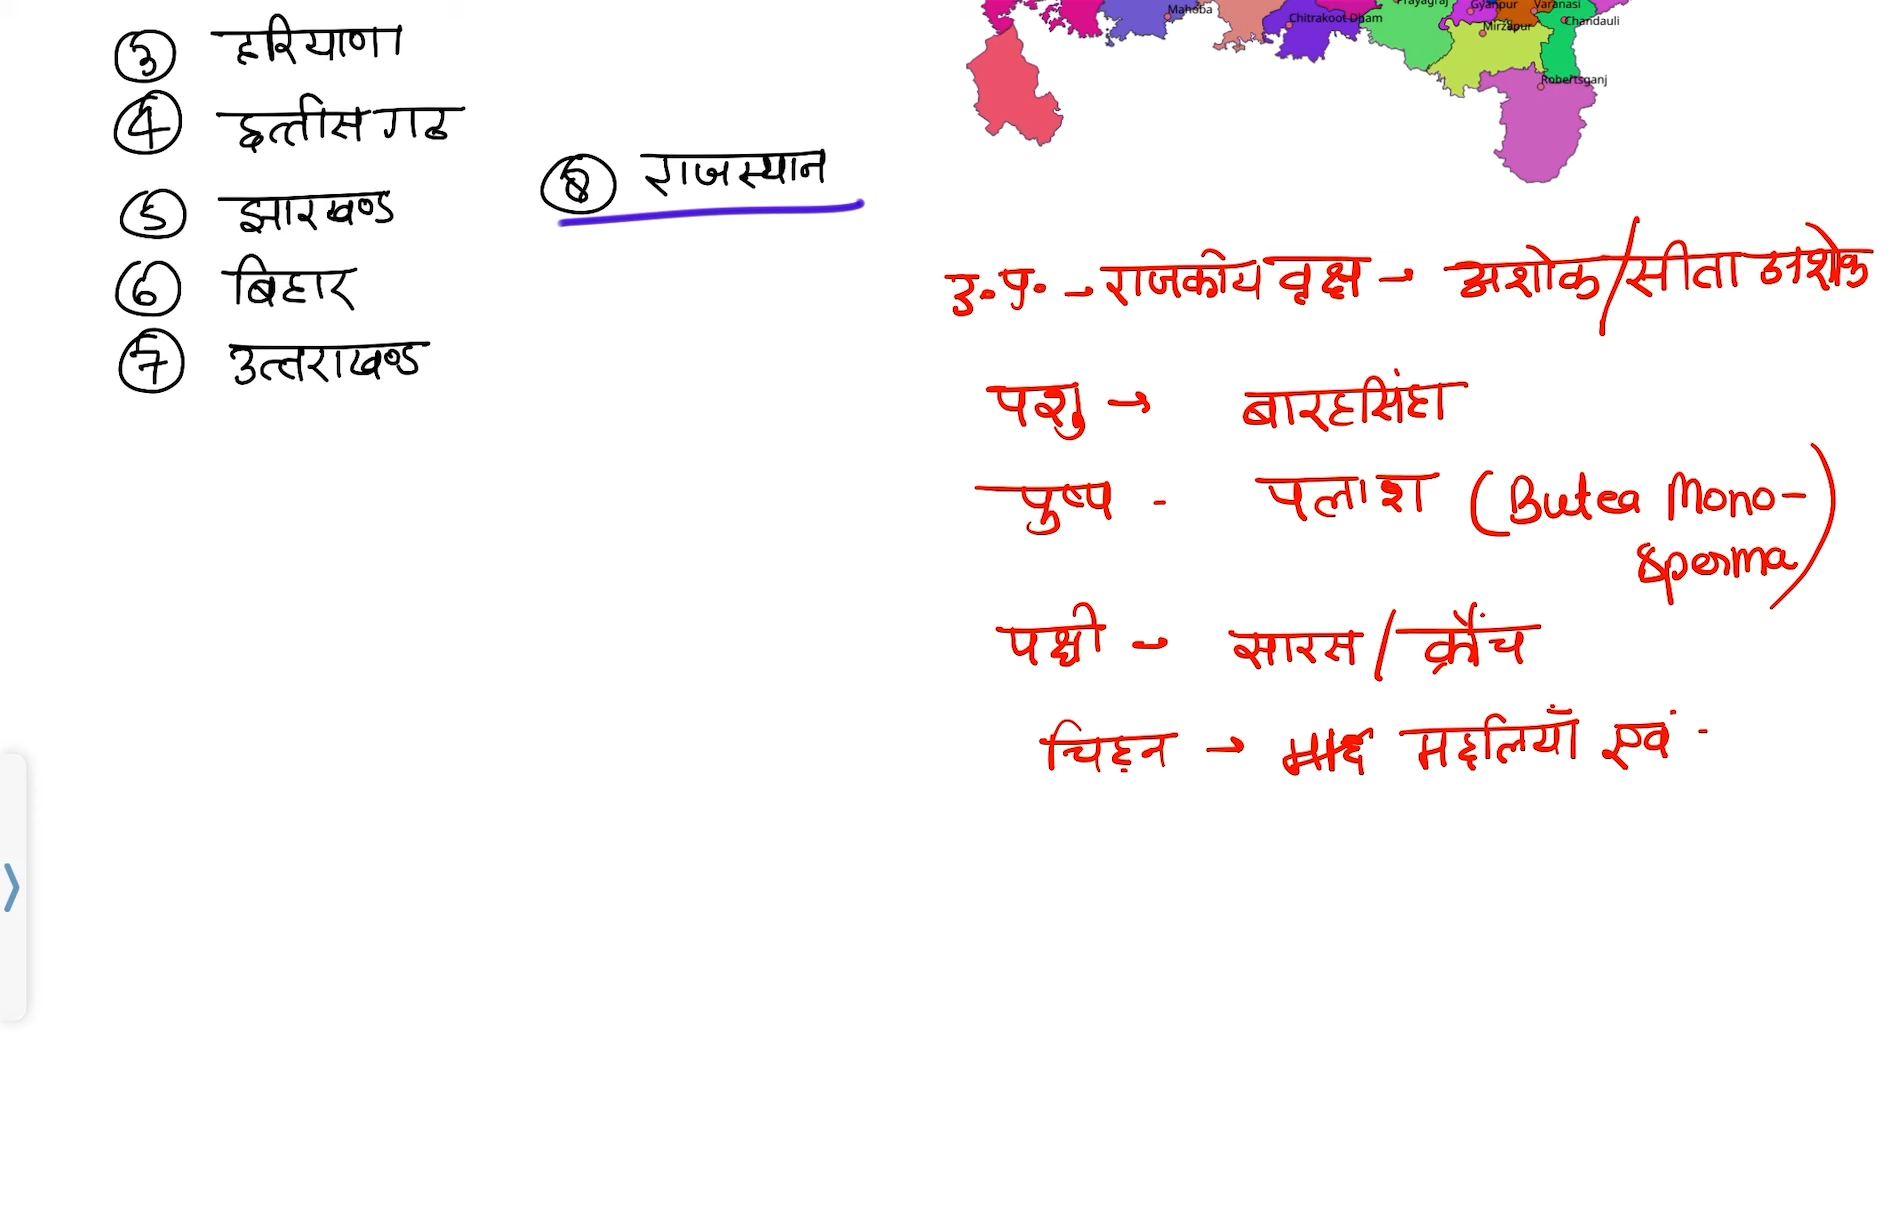 ③ हरियाणा
④ छत्तीसगढ
⑤ झारखण्ड
⑥ बिहार
⑦ उत्तराखण्ड
⑧ राजस्थान
Mahoba
Chitrakoot Dham
Prayagraj
Gyanpur
Varanasi
Chandauli
Mirzapur
Robertsganj
उ.प्र. - राजकीय वृक्ष → अशोक/सीता अशोक
पशु → बारहसिंहा
पुष्प - पलाश (Butea Mono-
sperma)
पक्षी - सारस/क्रौंच
चिह्न → मछलियाँ एवं -